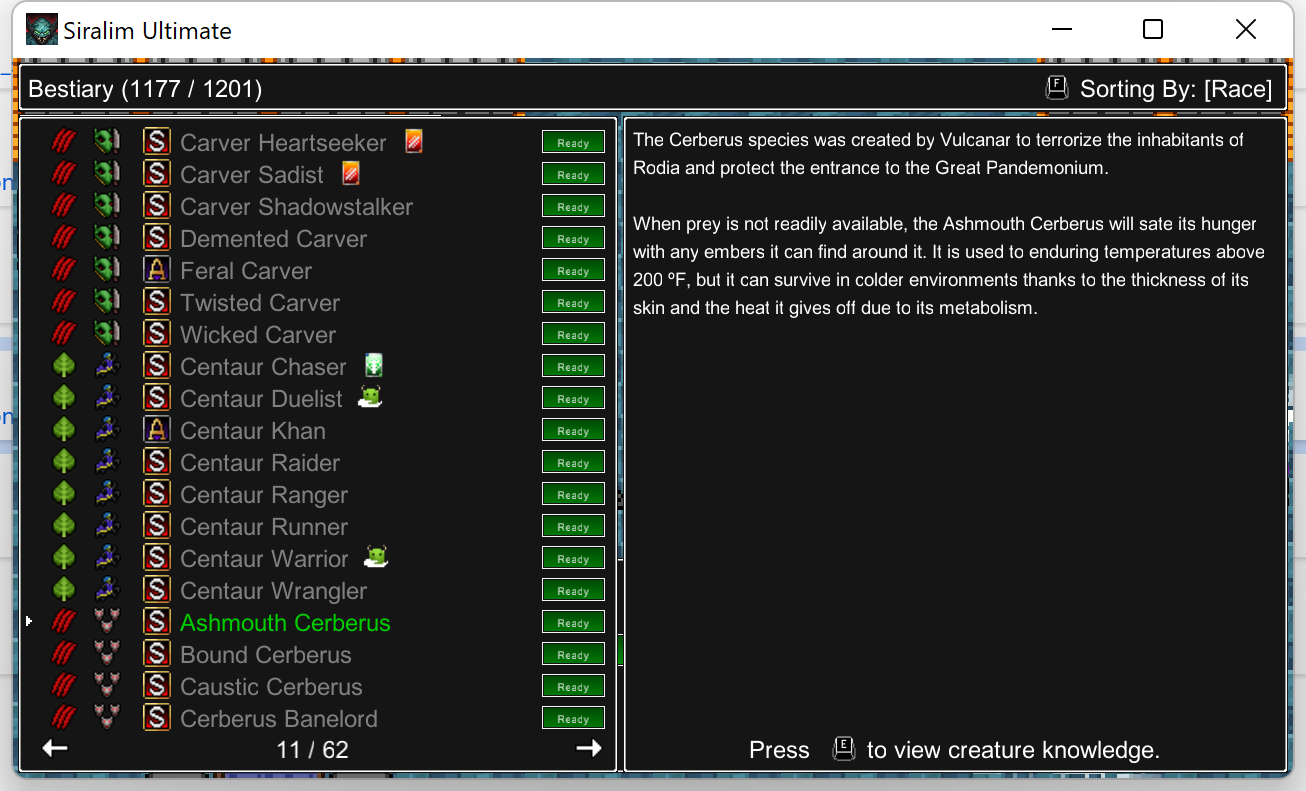 Siralim Ultimate
Bestiary (1177 / 1201)
F Sorting By: [Race]
S Carver Heartseeker Ready
S Carver Sadist Ready
S Carver Shadowstalker Ready
S Demented Carver Ready
A Feral Carver Ready
S Twisted Carver Ready
S Wicked Carver Ready
S Centaur Chaser Ready
S Centaur Duelist Ready
A Centaur Khan Ready
S Centaur Raider Ready
S Centaur Ranger Ready
S Centaur Runner Ready
S Centaur Warrior Ready
S Centaur Wrangler Ready
S Ashmouth Cerberus Ready
S Bound Cerberus Ready
S Caustic Cerberus Ready
S Cerberus Banelord Ready
11 / 62
The Cerberus species was created by Vulcanar to terrorize the inhabitants of
Rodia and protect the entrance to the Great Pandemonium.
When prey is not readily available, the Ashmouth Cerberus will sate its hunger
with any embers it can find around it. It is used to enduring temperatures above
200 ºF, but it can survive in colder environments thanks to the thickness of its
skin and the heat it gives off due to its metabolism.
Press E to view creature knowledge.
on
on